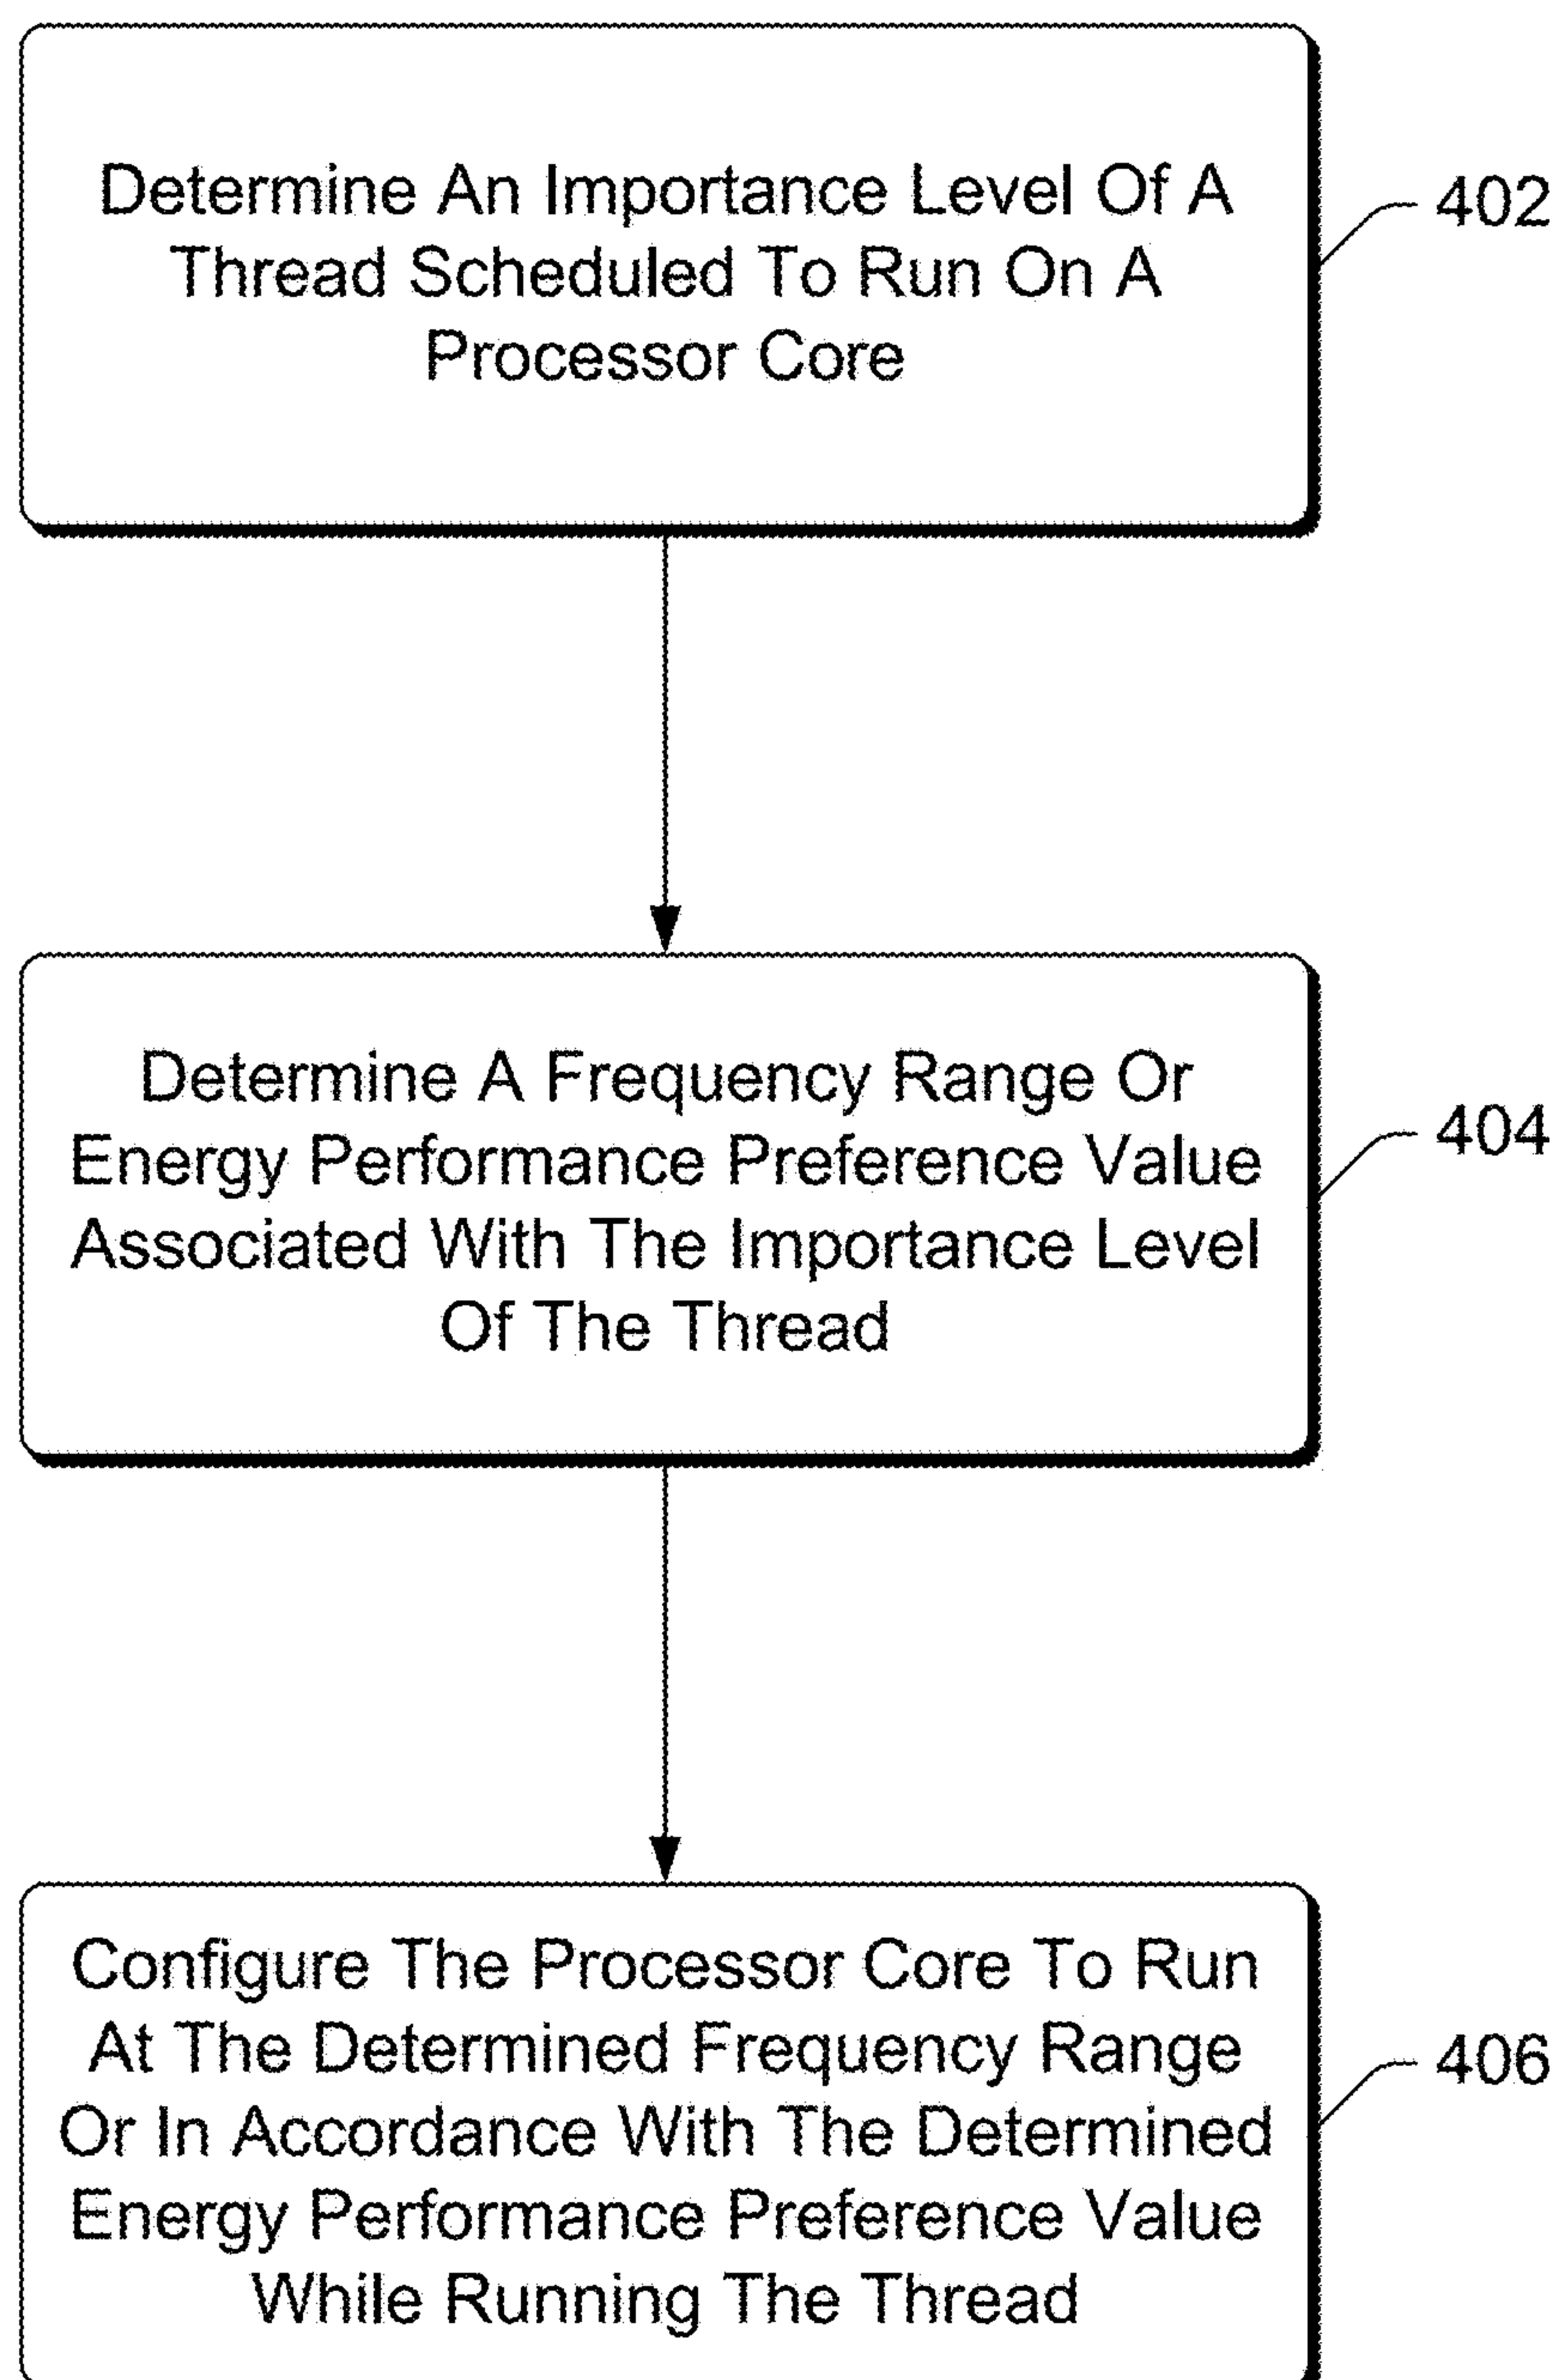 Determine An Importance Level Of A
Thread Scheduled To Run On A
Processor Core
402
Determine A Frequency Range Or
Energy Performance Preference Value
Associated With The Importance Level
Of The Thread
404
Configure The Processor Core To Run
At The Determined Frequency Range
Or In Accordance With The Determined
Energy Performance Preference Value
While Running The Thread
406